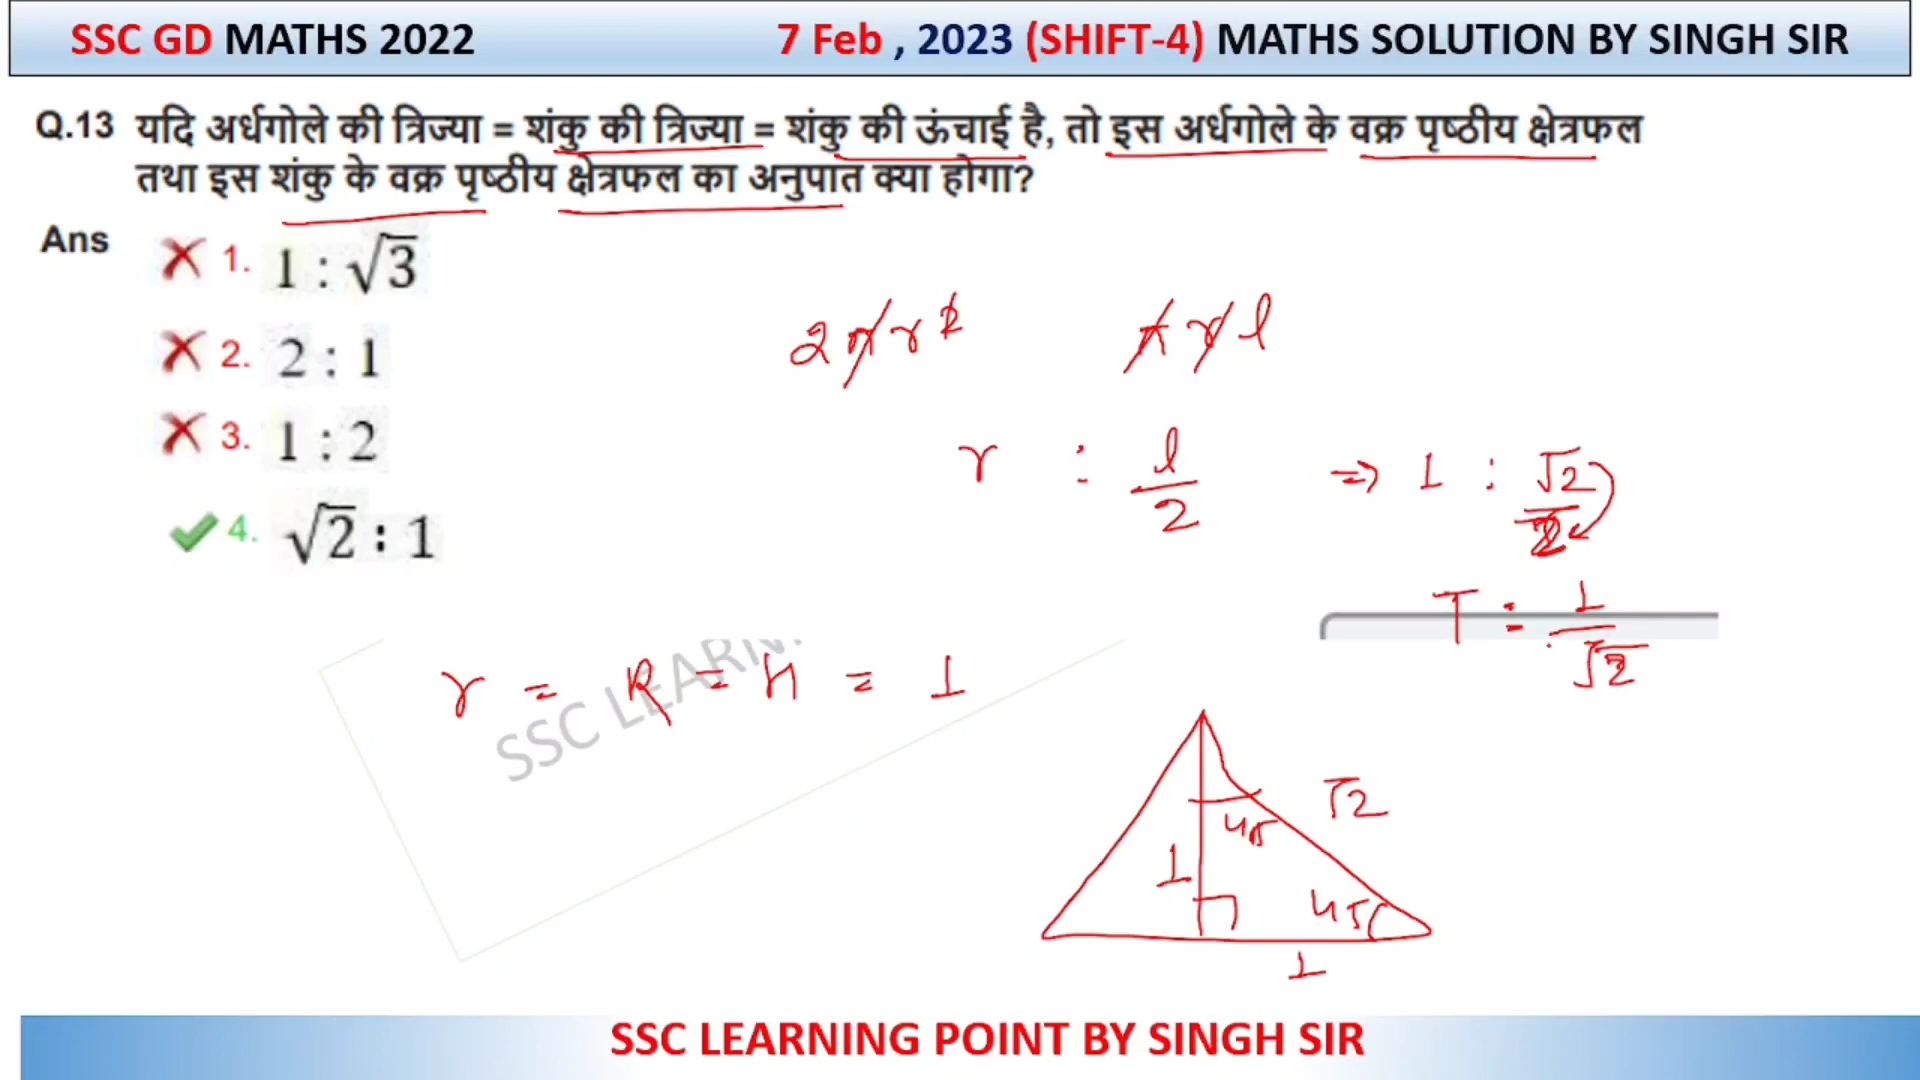 SSC GD MATHS 2022
7 Feb , 2023 (SHIFT-4) MATHS SOLUTION BY SINGH SIR
Q.13 यदि अर्धगोले की त्रिज्या = शंकु की त्रिज्या = शंकु की ऊंचाई है, तो इस अर्धगोले के वक्र पृष्ठीय क्षेत्रफल
तथा इस शंकु के वक्र पृष्ठीय क्षेत्रफल का अनुपात क्या होगा?
Ans
1. 1 : √3
2. 2 : 1
3. 1 : 2
4. √2 : 1
2πr² πrl
r : l/2 => 1 : √2/2
1/√2
r = R = h = 1
SSC LEARN
√2
45
1
45
1
SSC LEARNING POINT BY SINGH SIR